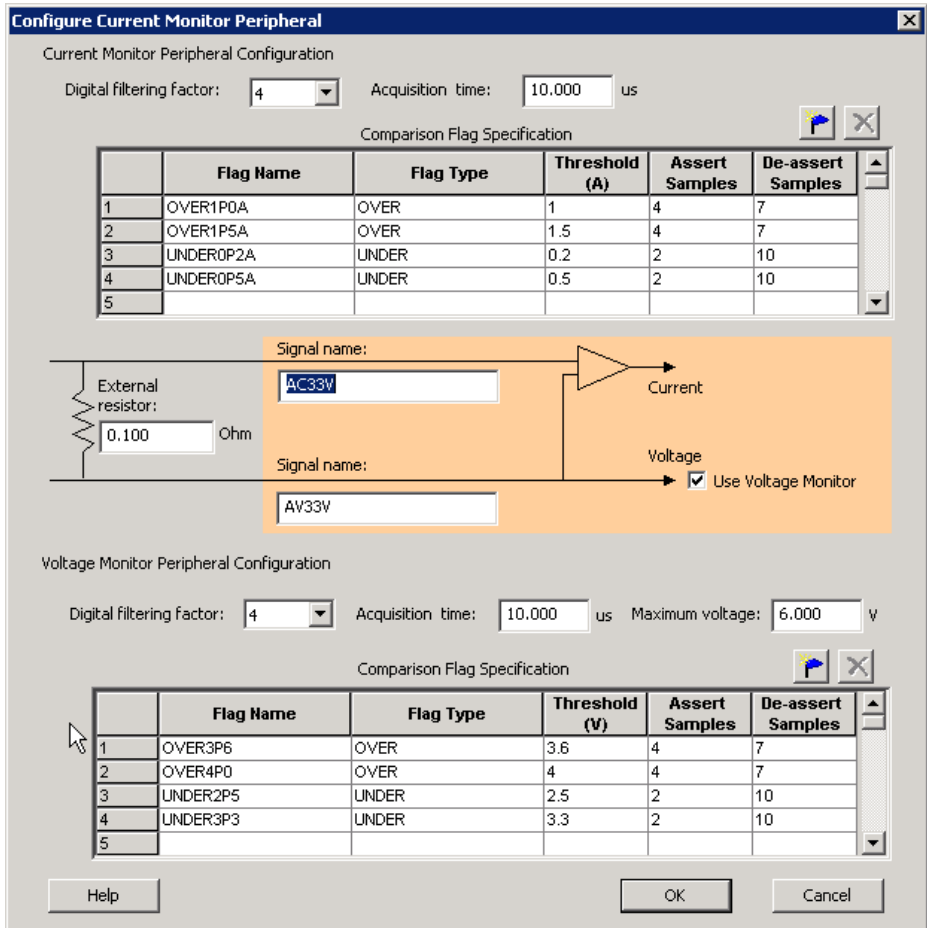 Configure Current Monitor Peripheral
Current Monitor Peripheral Configuration
Digital filtering factor: 4 Acquisition time: 10.000 us
Comparison Flag Specification
Flag Name Flag Type Threshold (A) Assert Samples De-assert Samples
1 OVER1P0A OVER 1 4 7
2 OVER1P5A OVER 1.5 4 7
3 UNDER0P2A UNDER 0.2 2 10
4 UNDER0P5A UNDER 0.5 2 10
5
Signal name:
AC33V
Current
External resistor:
0.100 Ohm
Signal name:
AV33V
Voltage
Use Voltage Monitor
Voltage Monitor Peripheral Configuration
Digital filtering factor: 4 Acquisition time: 10.000 us Maximum voltage: 6.000 V
Comparison Flag Specification
Flag Name Flag Type Threshold (V) Assert Samples De-assert Samples
1 OVER3P6 OVER 3.6 4 7
2 OVER4P0 OVER 4 4 7
3 UNDER2P5 UNDER 2.5 2 10
4 UNDER3P3 UNDER 3.3 2 10
5
Help OK Cancel